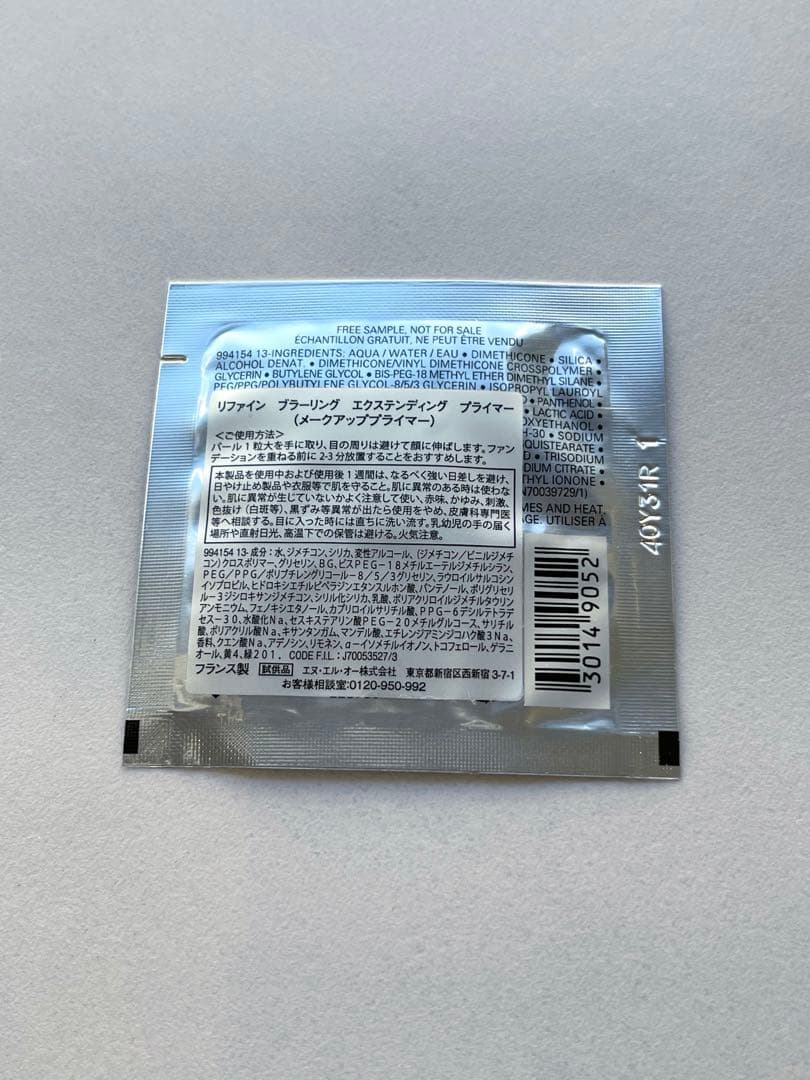 FREE SAMPLE, NOT FOR SALE
ÉCHANTILLON GRATUIT, NE PEUT ÊTRE VENDU
994154 13-INGREDIENTS: AQUA / WATER / EAU • DIMETHICONE • SILICA •
ALCOHOL DENAT. • DIMETHICONE/VINYL DIMETHICONE CROSSPOLYMER •
GLYCERIN • BUTYLENE GLYCOL • BIS-PEG-18 METHYL ETHER DIMETHYL SILANE •
PEG/PPG/POLYBUTYLENE GLYCOL-8/5/3 GLYCERIN • ISOPROPYL LAUROYL
• PANTHENOL •
LACTIC ACID •
OXYETHANOL •
H-30 • SODIUM
QUISTEARATE •
D • TRISODIUM
DIUM CITRATE •
THYL IONONE •
N70039729/1)
MES AND HEAT.
GE. UTILISER À
リファイン ブラーリング エクステンディング プライマー
(メークアッププライマー)
<ご使用方法>
パール1粒大を手に取り、目の周りは避けて顔に伸ばします。ファン
デーションを重ねる前に2-3分放置することをおすすめします。
本製品を使用中および使用後1週間は、なるべく強い日差しを避け、
日やけ止め製品や衣服等で肌を守ること。肌に異常のある時は使わな
い。肌に異常が生じていないかよく注意して使い、赤味、かゆみ、刺激、
色抜け(白斑等)、黒ずみ等異常が出たら使用をやめ、皮膚科専門医
等へ相談する。目に入った時には直ちに洗い流す。乳幼児の手の届く
場所や直射日光、高温下での保管は避ける。火気注意。
994154 13- 成分:水、ジメチコン、シリカ、変性アルコール、(ジメチコン/ビニルジメチ
コン)クロスポリマー、グリセリン、BG、ビスPEG-18メチルエーテルジメチルシラン、
PEG/PPG/ポリブチレングリコール-8/5/3グリセリン、ラウロイルサルコシン
イソプロピル、ヒドロキシエチルピペラジンエタンスルホン酸、パンテノール、ポリグリセ
リル-3ジシロキサンジメチコン、シリル化シリカ、乳酸、ポリアクリロイルジメチルタウリン
アンモニウム、フェノキシエタノール、カプリロイルサリチル酸、PPG-6デシルテトラデ
セス-30、水酸化Na、セスキステアリン酸PEG-20メチルグルコース、サリチル
酸、ポリアクリル酸Na、キサンタンガム、マンデル酸、エチレンジアミンジコハク酸3Na、
香料、クエン酸Na、アデノシン、リモネン、α-イソメチルイオノン、トコフェロール、ゲラニ
オール、黄4、緑201. CODE F.I.L.: J70053527/3
フランス製 試供品 エヌ・エル・オー株式会社 東京都新宿区西新宿3-7-1
お客様相談室:0120-950-992
30149052
40Y34R 1